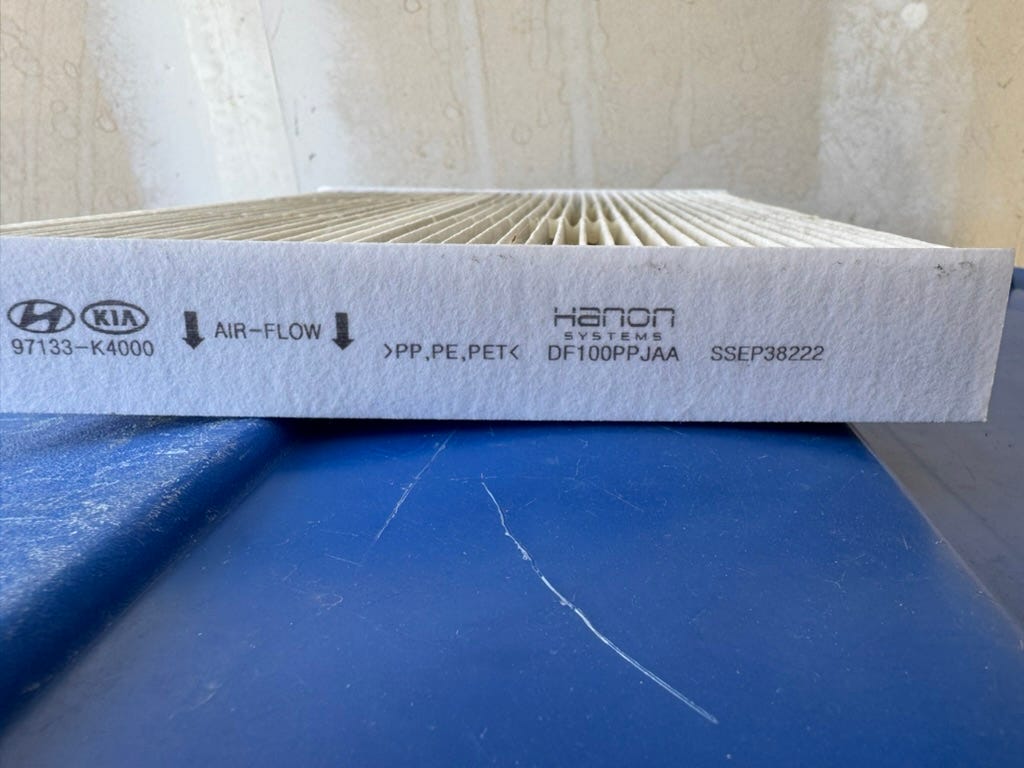 H KIA
97133-K4000
AIR-FLOW
>PP,PE,PET<
Hanon
SYSTEMS
DF100PPJAA
SSEP38222